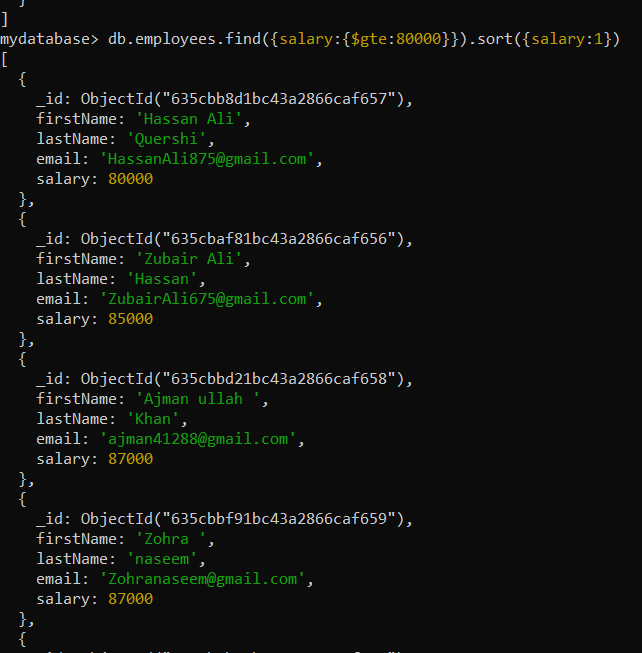 }
]
mydatabase> db.employees.find({salary:{$gte:80000}}).sort({salary:1})
[
  {
    _id: ObjectId("635cbb8d1bc43a2866caf657"),
    firstName: 'Hassan Ali',
    lastName: 'Quershi',
    email: 'HassanAli875@gmail.com',
    salary: 80000
  },
  {
    _id: ObjectId("635cbaf81bc43a2866caf656"),
    firstName: 'Zubair Ali',
    lastName: 'Hassan',
    email: 'ZubairAli675@gmail.com',
    salary: 85000
  },
  {
    _id: ObjectId("635cbbd21bc43a2866caf658"),
    firstName: 'Ajman ullah ',
    lastName: 'Khan',
    email: 'ajman41288@gmail.com',
    salary: 87000
  },
  {
    _id: ObjectId("635cbbf91bc43a2866caf659"),
    firstName: 'Zohra ',
    lastName: 'naseem',
    email: 'Zohranaseem@gmail.com',
    salary: 87000
  },
  {